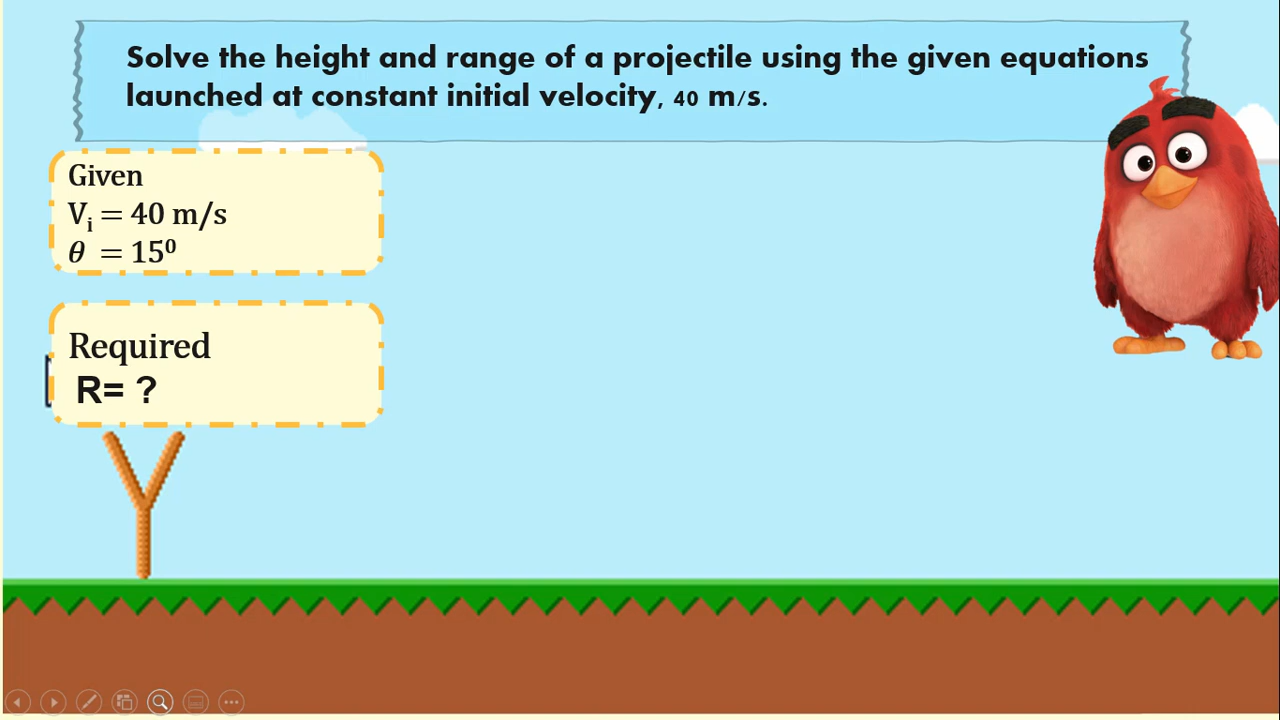 Solve the height and range of a projectile using the given equations
launched at constant initial velocity, 40 m/s.
Given
Vᵢ = 40 m/s
θ = 15⁰
Required
R= ?